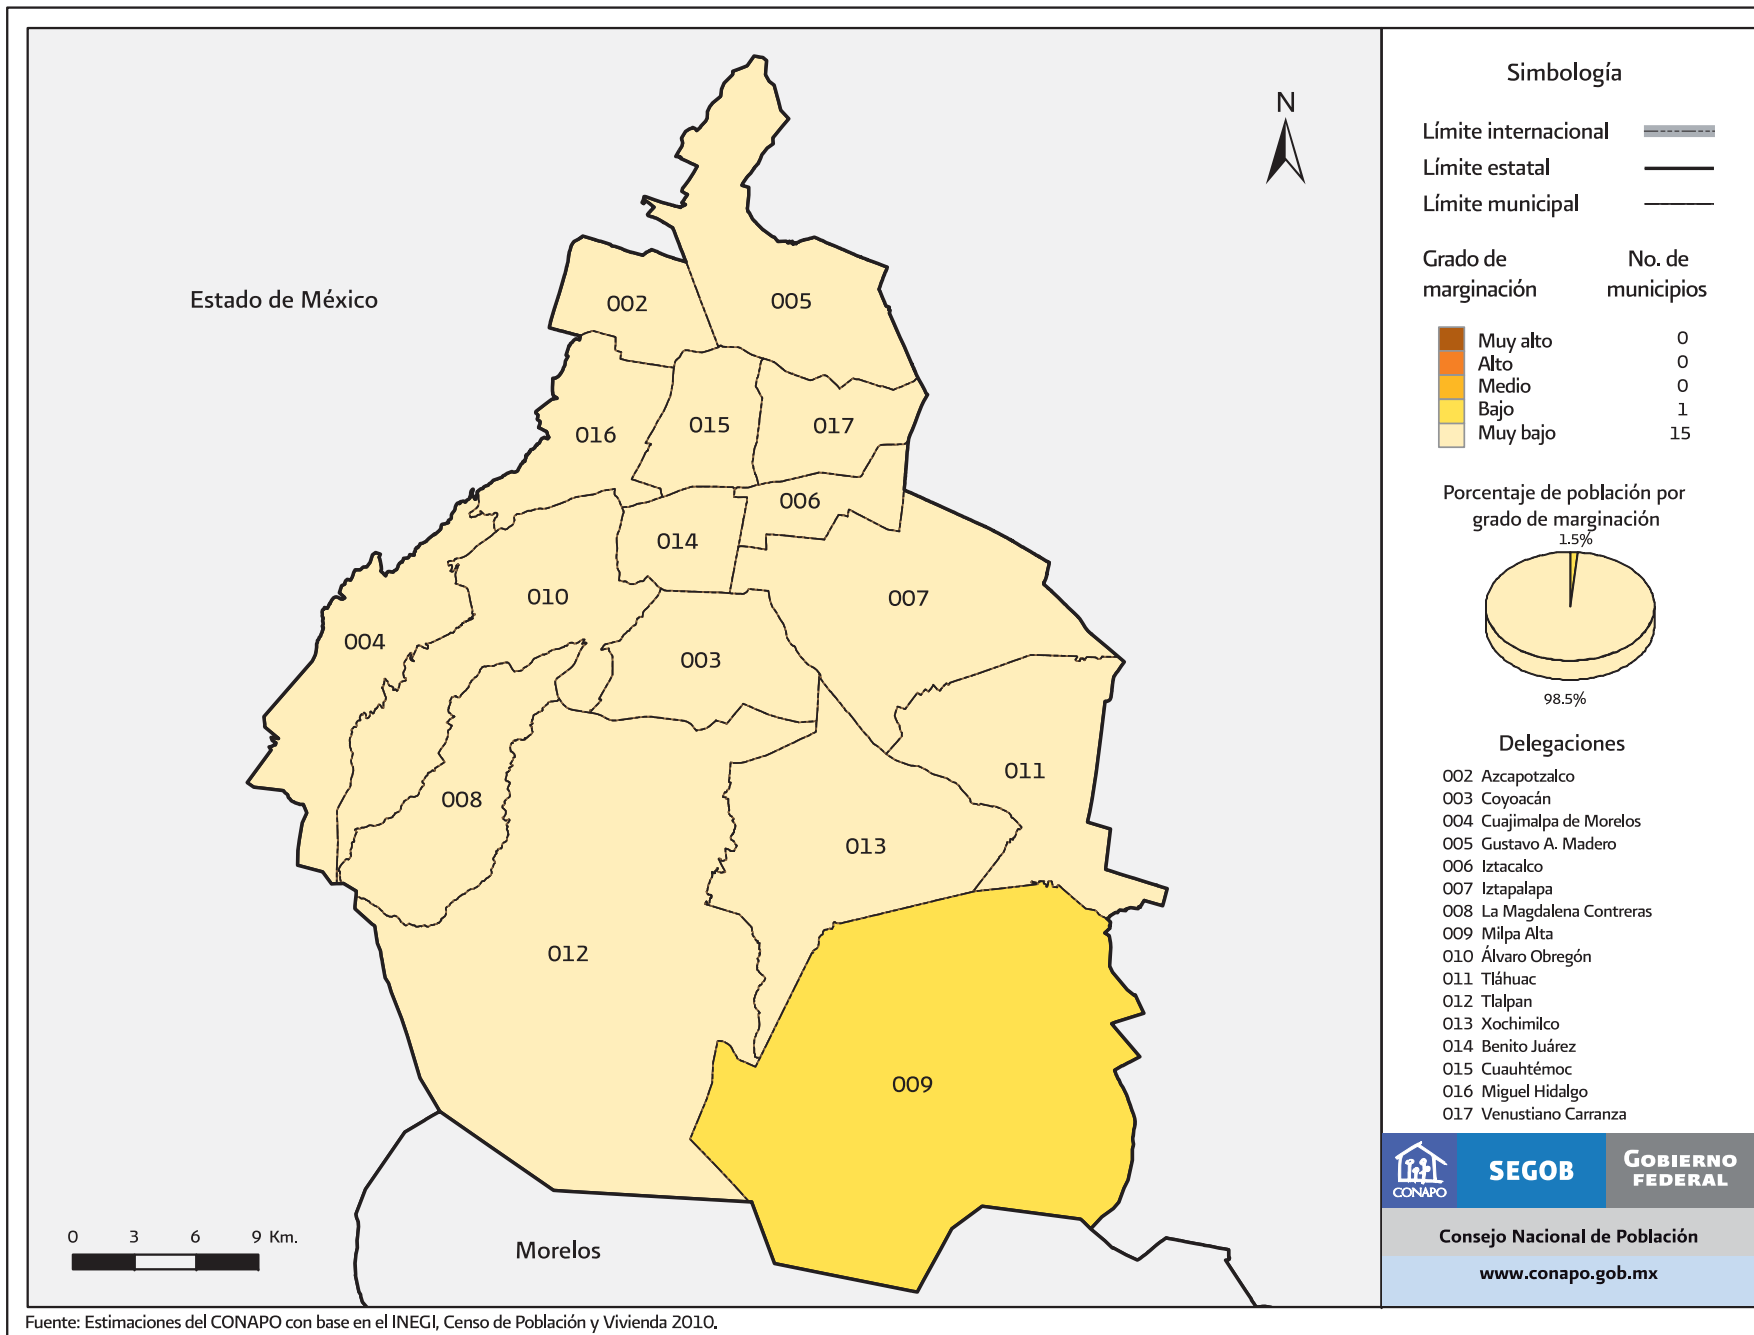 Estado de México
N
002
005
016
015
017
006
014
010
007
004
003
011
008
013
012
009
0 3 6 9 Km.
Morelos
Simbología
Límite internacional
Límite estatal
Límite municipal
Grado de marginación
No. de municipios
Muy alto 0
Alto 0
Medio 0
Bajo 1
Muy bajo 15
Porcentaje de población por
grado de marginación
1.5%
98.5%
Delegaciones
002 Azcapotzalco
003 Coyoacán
004 Cuajimalpa de Morelos
005 Gustavo A. Madero
006 Iztacalco
007 Iztapalapa
008 La Magdalena Contreras
009 Milpa Alta
010 Álvaro Obregón
011 Tláhuac
012 Tlalpan
013 Xochimilco
014 Benito Juárez
015 Cuauhtémoc
016 Miguel Hidalgo
017 Venustiano Carranza
CONAPO
SEGOB
GOBIERNO
FEDERAL
Consejo Nacional de Población
www.conapo.gob.mx
Fuente: Estimaciones del CONAPO con base en el INEGI, Censo de Población y Vivienda 2010.